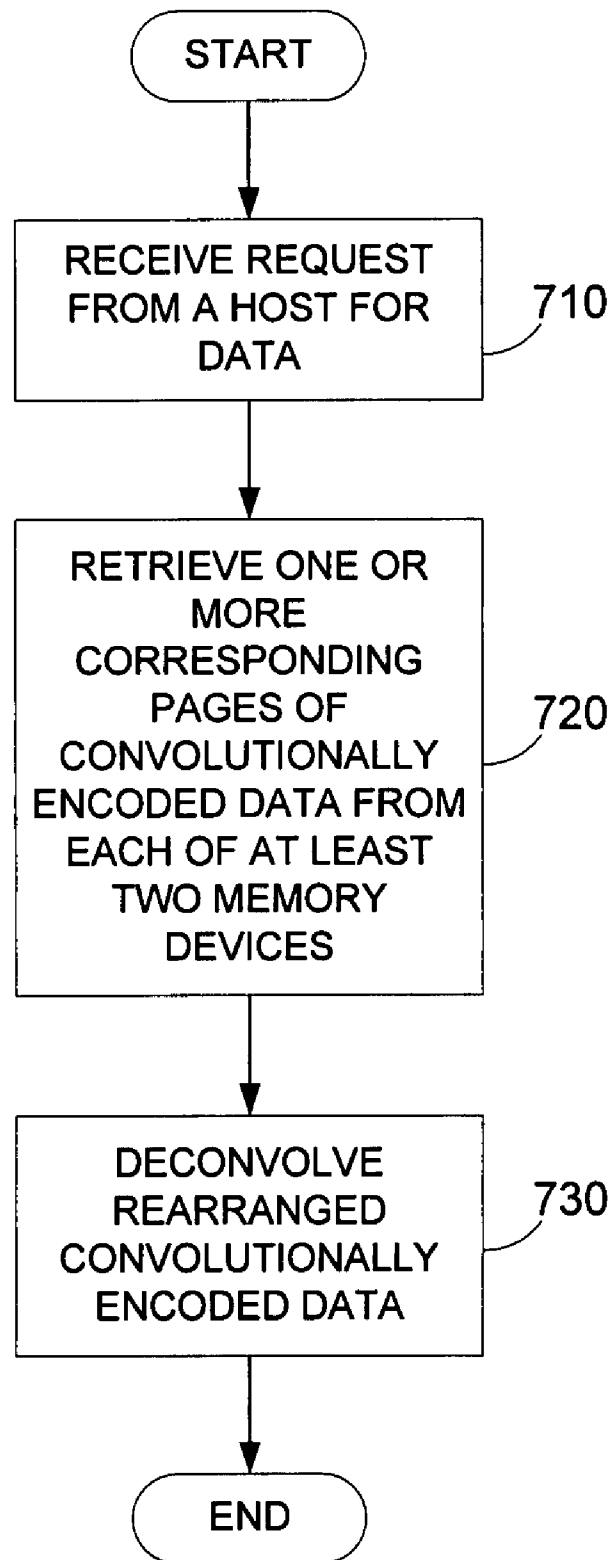 START
RECEIVE REQUEST
FROM A HOST FOR
DATA
710
RETRIEVE ONE OR
MORE
CORRESPONDING
PAGES OF
CONVOLUTIONALLY
ENCODED DATA FROM
EACH OF AT LEAST
TWO MEMORY
DEVICES
720
DECONVOLVE
REARRANGED
CONVOLUTIONALLY
ENCODED DATA
730
END